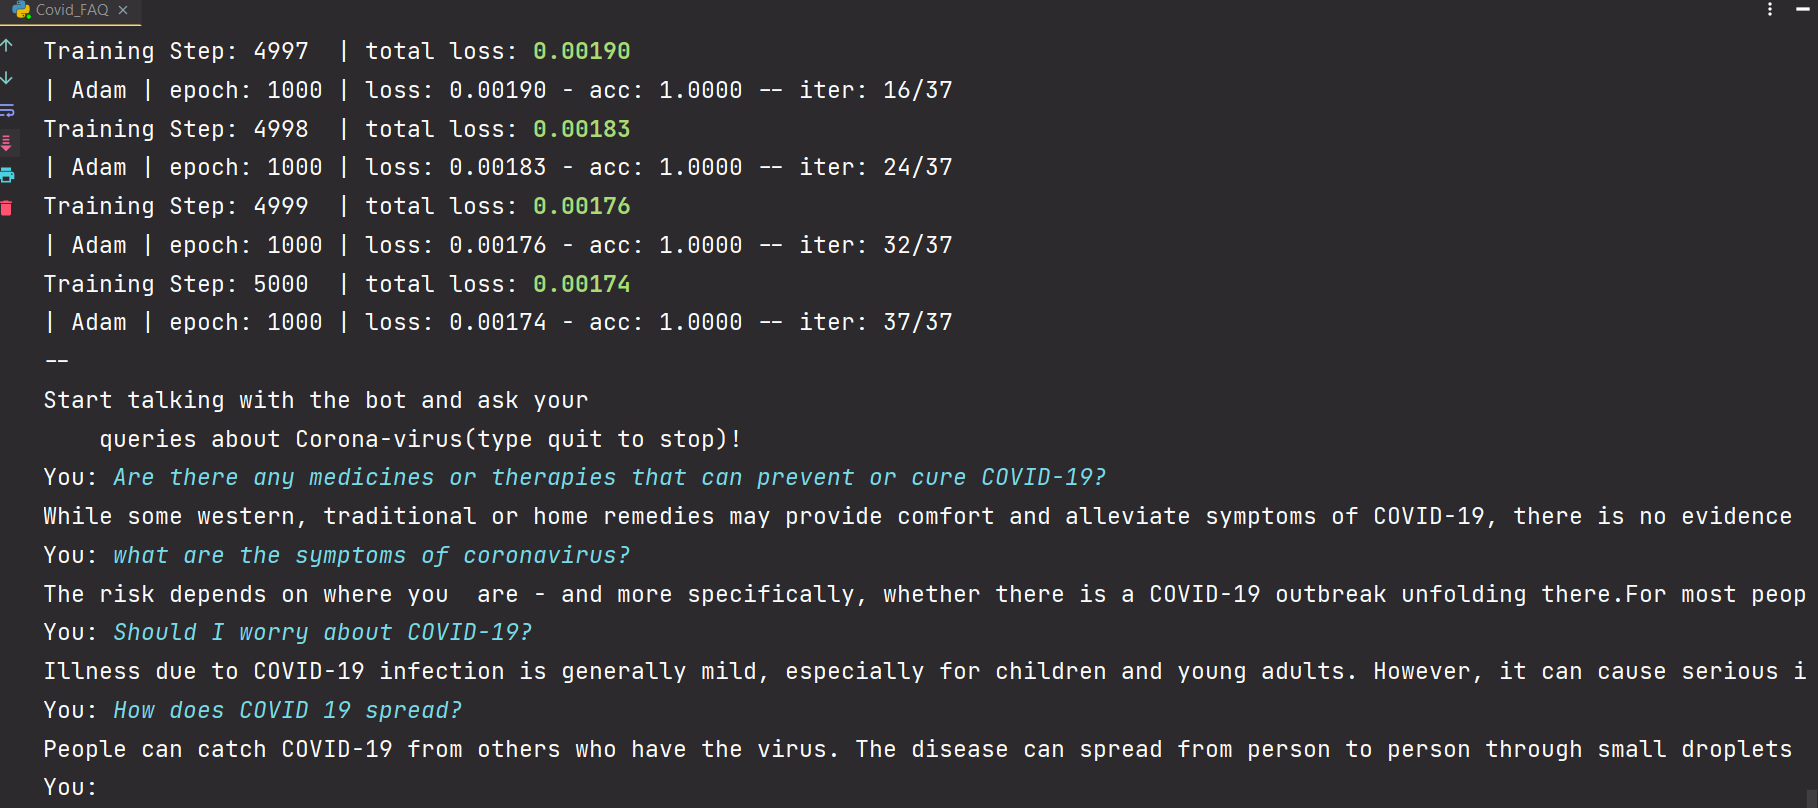 Covid_FAQ
Training Step: 4997  | total loss: 0.00190
| Adam | epoch: 1000 | loss: 0.00190 - acc: 1.0000 -- iter: 16/37
Training Step: 4998  | total loss: 0.00183
| Adam | epoch: 1000 | loss: 0.00183 - acc: 1.0000 -- iter: 24/37
Training Step: 4999  | total loss: 0.00176
| Adam | epoch: 1000 | loss: 0.00176 - acc: 1.0000 -- iter: 32/37
Training Step: 5000  | total loss: 0.00174
| Adam | epoch: 1000 | loss: 0.00174 - acc: 1.0000 -- iter: 37/37
--
Start talking with the bot and ask your
    queries about Corona-virus(type quit to stop)!
You: Are there any medicines or therapies that can prevent or cure COVID-19?
While some western, traditional or home remedies may provide comfort and alleviate symptoms of COVID-19, there is no evidence
You: what are the symptoms of coronavirus?
The risk depends on where you  are - and more specifically, whether there is a COVID-19 outbreak unfolding there.For most peop
You: Should I worry about COVID-19?
Illness due to COVID-19 infection is generally mild, especially for children and young adults. However, it can cause serious i
You: How does COVID 19 spread?
People can catch COVID-19 from others who have the virus. The disease can spread from person to person through small droplets
You: